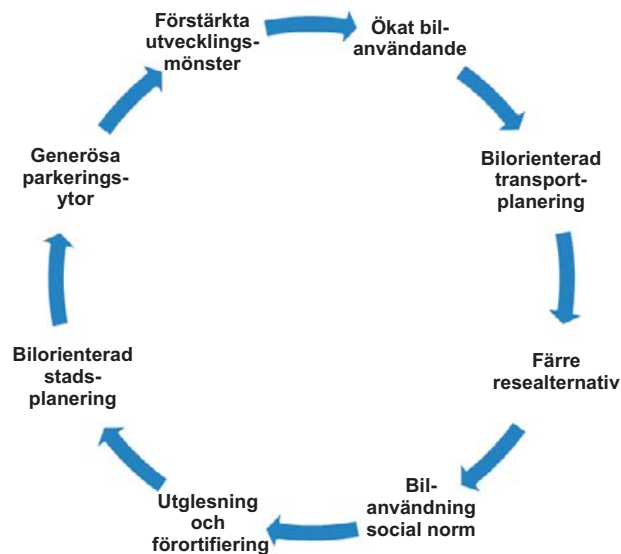 Förstärkta
utvecklings-
mönster
Ökat bil-
användande
Bilorienterad
transport-
planering
Färre
resealternativ
Bil-
användning
social norm
Utglesning
och
förortifiering
Bilorienterad
stads-
planering
Generösa
parkerings-
ytor